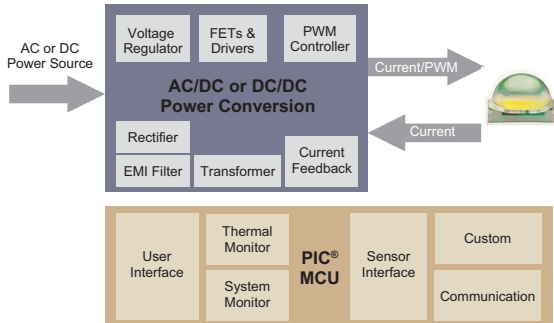 AC or DC
Power Source
Voltage
Regulator
FETs &
Drivers
PWM
Controller
AC/DC or DC/DC
Power Conversion
Rectifier
EMI Filter
Transformer
Current
Feedback
Current/PWM
Current
User
Interface
Thermal
Monitor
System
Monitor
PIC®
MCU
Sensor
Interface
Custom
Communication